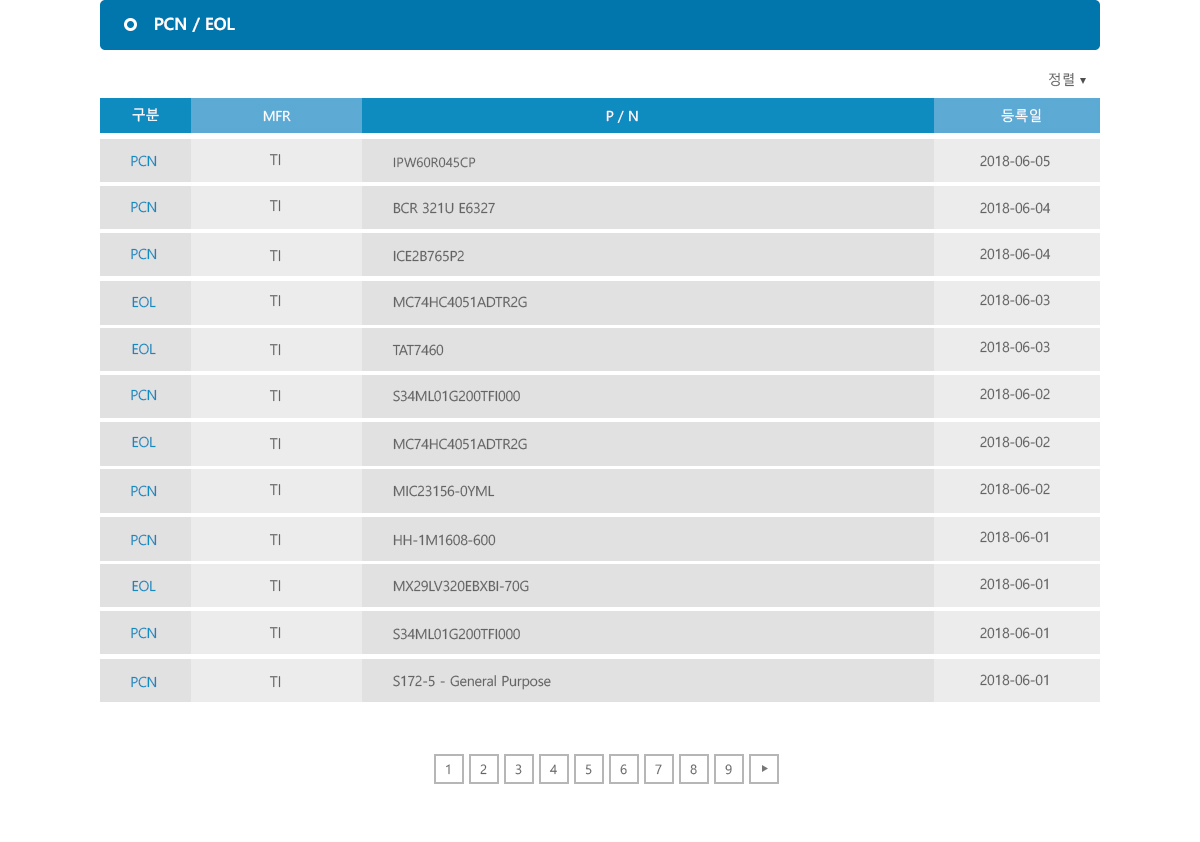 PCN / EOL
정렬 ▾
구분 MFR P / N 등록일
PCN TI IPW60R045CP 2018-06-05
PCN TI BCR 321U E6327 2018-06-04
PCN TI ICE2B765P2 2018-06-04
EOL TI MC74HC4051ADTR2G 2018-06-03
EOL TI TAT7460 2018-06-03
PCN TI S34ML01G200TFI000 2018-06-02
EOL TI MC74HC4051ADTR2G 2018-06-02
PCN TI MIC23156-0YML 2018-06-02
PCN TI HH-1M1608-600 2018-06-01
EOL TI MX29LV320EBXBI-70G 2018-06-01
PCN TI S34ML01G200TFI000 2018-06-01
PCN TI S172-5 - General Purpose 2018-06-01
1 2 3 4 5 6 7 8 9 ▸